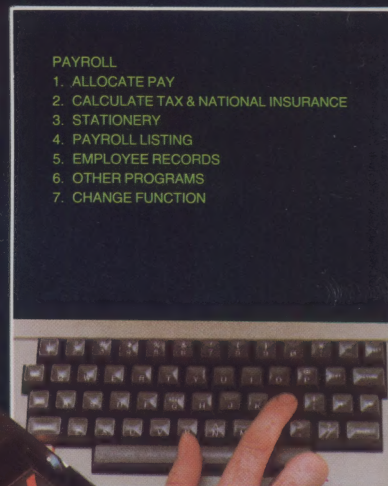 PAYROLL
1. ALLOCATE PAY
2. CALCULATE TAX & NATIONAL INSURANCE
3. STATIONERY
4. PAYROLL LISTING
5. EMPLOYEE RECORDS
6. OTHER PROGRAMS
7. CHANGE FUNCTION